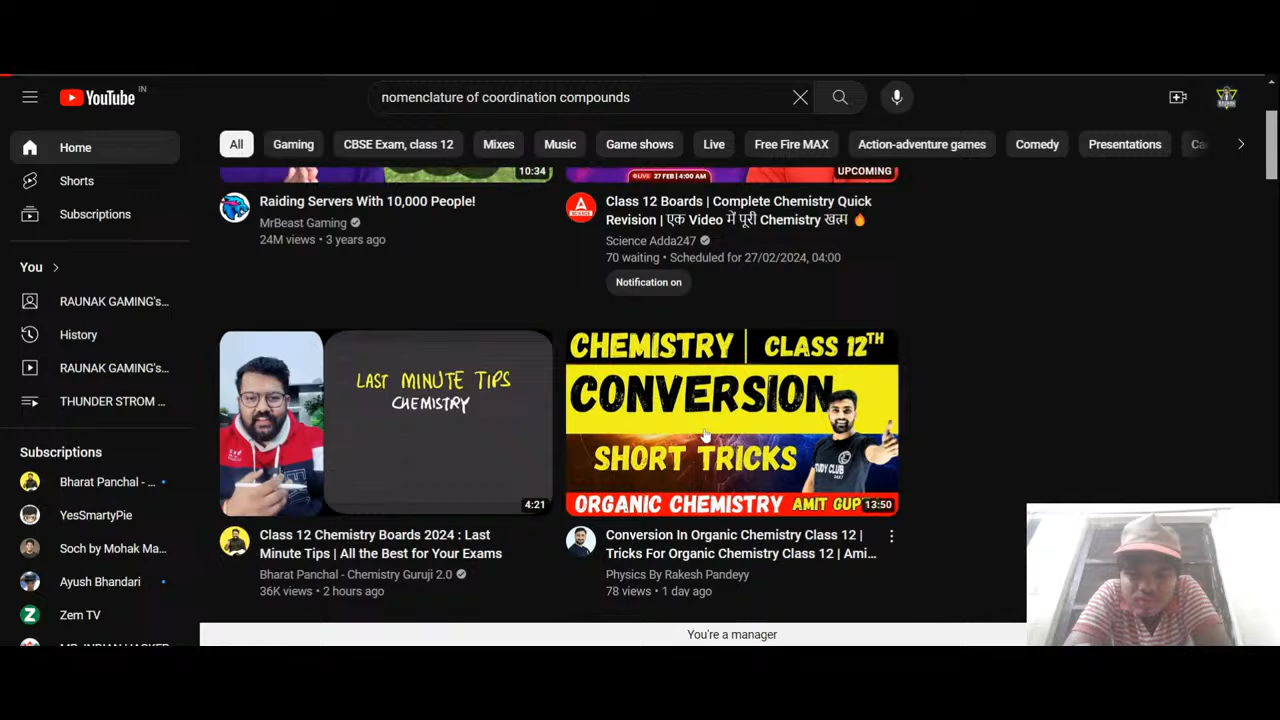 YouTube IN
nomenclature of coordination compounds
Home
Shorts
Subscriptions
You
RAUNAK GAMING's...
History
RAUNAK GAMING's...
THUNDER STROM ...
Subscriptions
Bharat Panchal - ...
YesSmartyPie
Soch by Mohak Ma...
Ayush Bhandari
Zem TV
All
Gaming
CBSE Exam, class 12
Mixes
Music
Game shows
Live
Free Fire MAX
Action-adventure games
Comedy
Presentations
10:34
Raiding Servers With 10,000 People!
MrBeast Gaming
24M views • 3 years ago
LIVE 27 FEB | 4:00 AM
UPCOMING
Class 12 Boards | Complete Chemistry Quick
Revision | एक Video में पूरी Chemistry खत्म 🔥
Science Adda247
70 waiting • Scheduled for 27/02/2024, 04:00
Notification on
LAST MINUTE TIPS
CHEMISTRY
4:21
Class 12 Chemistry Boards 2024 : Last
Minute Tips | All the Best for Your Exams
Bharat Panchal - Chemistry Guruji 2.0
36K views • 2 hours ago
CHEMISTRY | CLASS 12TH
CONVERSION
SHORT TRICKS
ORGANIC CHEMISTRY AMIT
13:50
Conversion In Organic Chemistry Class 12 |
Tricks For Organic Chemistry Class 12 | Ami...
Physics By Rakesh Pandeyy
78 views • 1 day ago
You're a manager